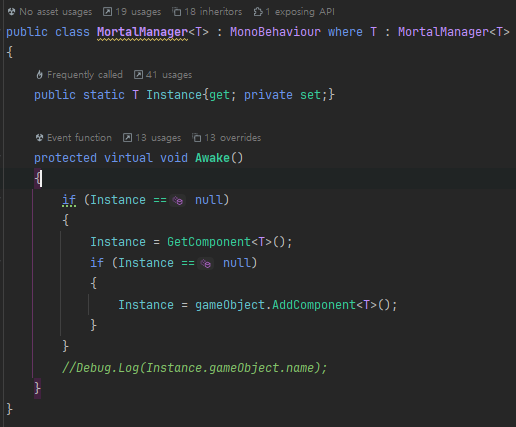 No asset usages 19 usages 18 inheritors 1 exposing API
public class MortalManager<T> : MonoBehaviour where T : MortalManager<T>
{
Frequently called 41 usages
public static T Instance{get; private set;}
Event function 13 usages 13 overrides
protected virtual void Awake()
{
if (Instance == null)
{
Instance = GetComponent<T>();
if (Instance == null)
{
Instance = gameObject.AddComponent<T>();
}
}
//Debug.Log(Instance.gameObject.name);
}
}